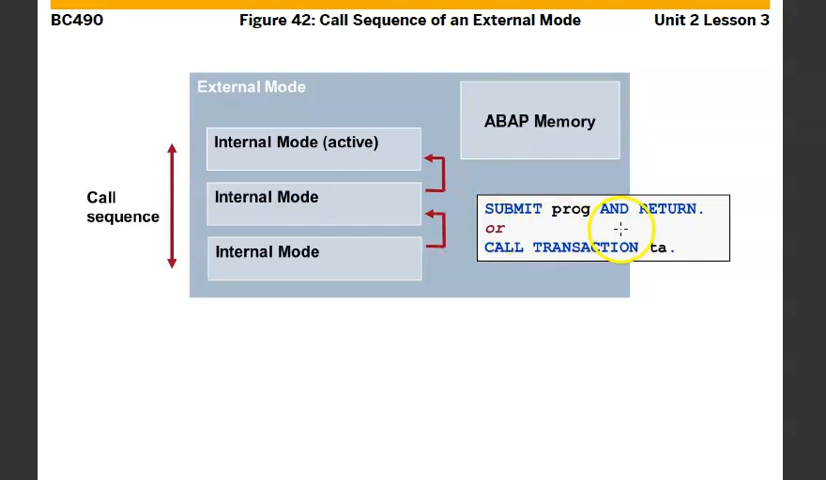 BC490
Figure 42: Call Sequence of an External Mode
Unit 2 Lesson 3
External Mode
ABAP Memory
Internal Mode (active)
Internal Mode
Internal Mode
Call
sequence
SUBMIT prog AND RETURN.
or
CALL TRANSACTION ta.